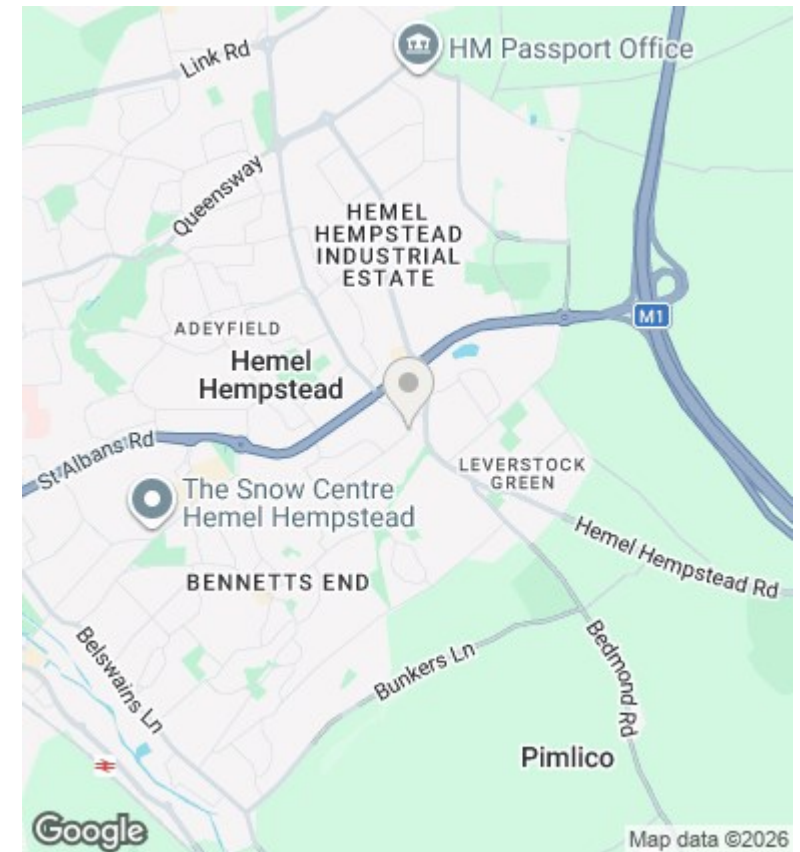 Link Rd
HM Passport Office
Queensway
HEMEL
HEMPSTEAD
INDUSTRIAL
ESTATE
M1
ADEYFIELD
Hemel
Hempstead
St Albans Rd
LEVERSTOCK
GREEN
The Snow Centre
Hemel Hempstead
Hemel Hempstead Rd
BENNETTS END
Belswains Ln
Bunkers Ln
Bedmond Rd
Pimlico
Google
Map data ©2026